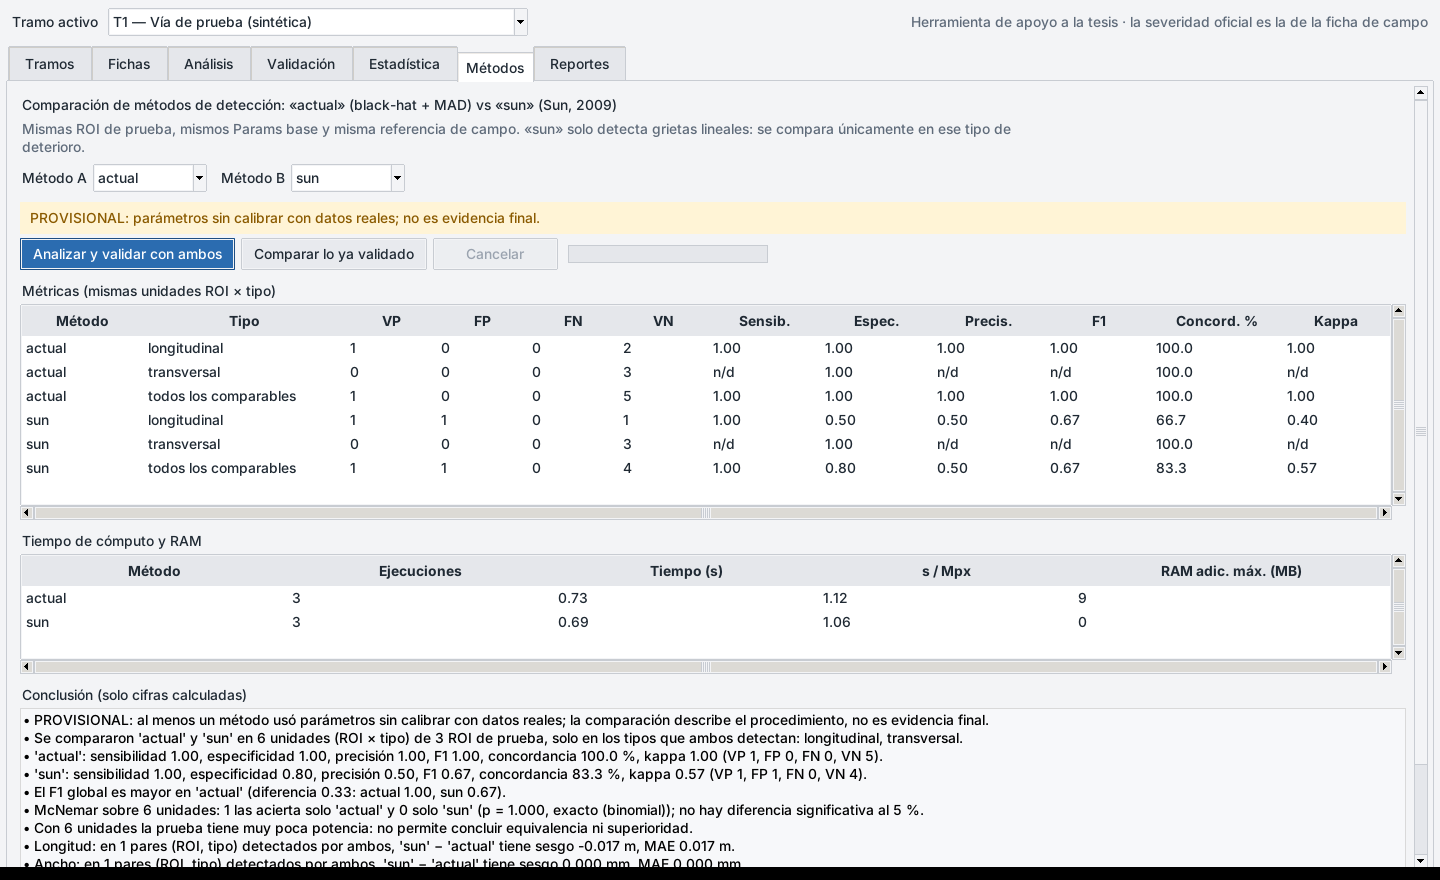 Tramo activo T1 — Vía de prueba (sintética) Herramienta de apoyo a la tesis · la severidad oficial es la de la ficha de campo
Tramos Fichas Análisis Validación Estadística Métodos Reportes
Comparación de métodos de detección: «actual» (black-hat + MAD) vs «sun» (Sun, 2009)
Mismas ROI de prueba, mismos Params base y misma referencia de campo. «sun» solo detecta grietas lineales: se compara únicamente en ese tipo de
deterioro.
Método A actual Método B sun
PROVISIONAL: parámetros sin calibrar con datos reales; no es evidencia final.
Analizar y validar con ambos Comparar lo ya validado Cancelar
Métricas (mismas unidades ROI × tipo)
Método Tipo VP FP FN VN Sensib. Espec. Precis. F1 Concord. % Kappa
actual longitudinal 1 0 0 2 1.00 1.00 1.00 1.00 100.0 1.00
actual transversal 0 0 0 3 n/d 1.00 n/d n/d 100.0 n/d
actual todos los comparables 1 0 0 5 1.00 1.00 1.00 1.00 100.0 1.00
sun longitudinal 1 1 0 1 1.00 0.50 0.50 0.67 66.7 0.40
sun transversal 0 0 0 3 n/d 1.00 n/d n/d 100.0 n/d
sun todos los comparables 1 1 0 4 1.00 0.80 0.50 0.67 83.3 0.57
Tiempo de cómputo y RAM
Método Ejecuciones Tiempo (s) s / Mpx RAM adic. máx. (MB)
actual 3 0.73 1.12 9
sun 3 0.69 1.06 0
Conclusión (solo cifras calculadas)
• PROVISIONAL: al menos un método usó parámetros sin calibrar con datos reales; la comparación describe el procedimiento, no es evidencia final.
• Se compararon 'actual' y 'sun' en 6 unidades (ROI × tipo) de 3 ROI de prueba, solo en los tipos que ambos detectan: longitudinal, transversal.
• 'actual': sensibilidad 1.00, especificidad 1.00, precisión 1.00, F1 1.00, concordancia 100.0 %, kappa 1.00 (VP 1, FP 0, FN 0, VN 5).
• 'sun': sensibilidad 1.00, especificidad 0.80, precisión 0.50, F1 0.67, concordancia 83.3 %, kappa 0.57 (VP 1, FP 1, FN 0, VN 4).
• El F1 global es mayor en 'actual' (diferencia 0.33: actual 1.00, sun 0.67).
• McNemar sobre 6 unidades: 1 las acierta solo 'actual' y 0 solo 'sun' (p = 1.000, exacto (binomial)); no hay diferencia significativa al 5 %.
• Con 6 unidades la prueba tiene muy poca potencia: no permite concluir equivalencia ni superioridad.
• Longitud: en 1 pares (ROI, tipo) detectados por ambos, 'sun' − 'actual' tiene sesgo -0.017 m, MAE 0.017 m.
• Ancho: en 1 pares (ROI, tipo) detectados por ambos, 'sun' − 'actual' tiene sesgo 0.000 mm, MAE 0.000 mm.